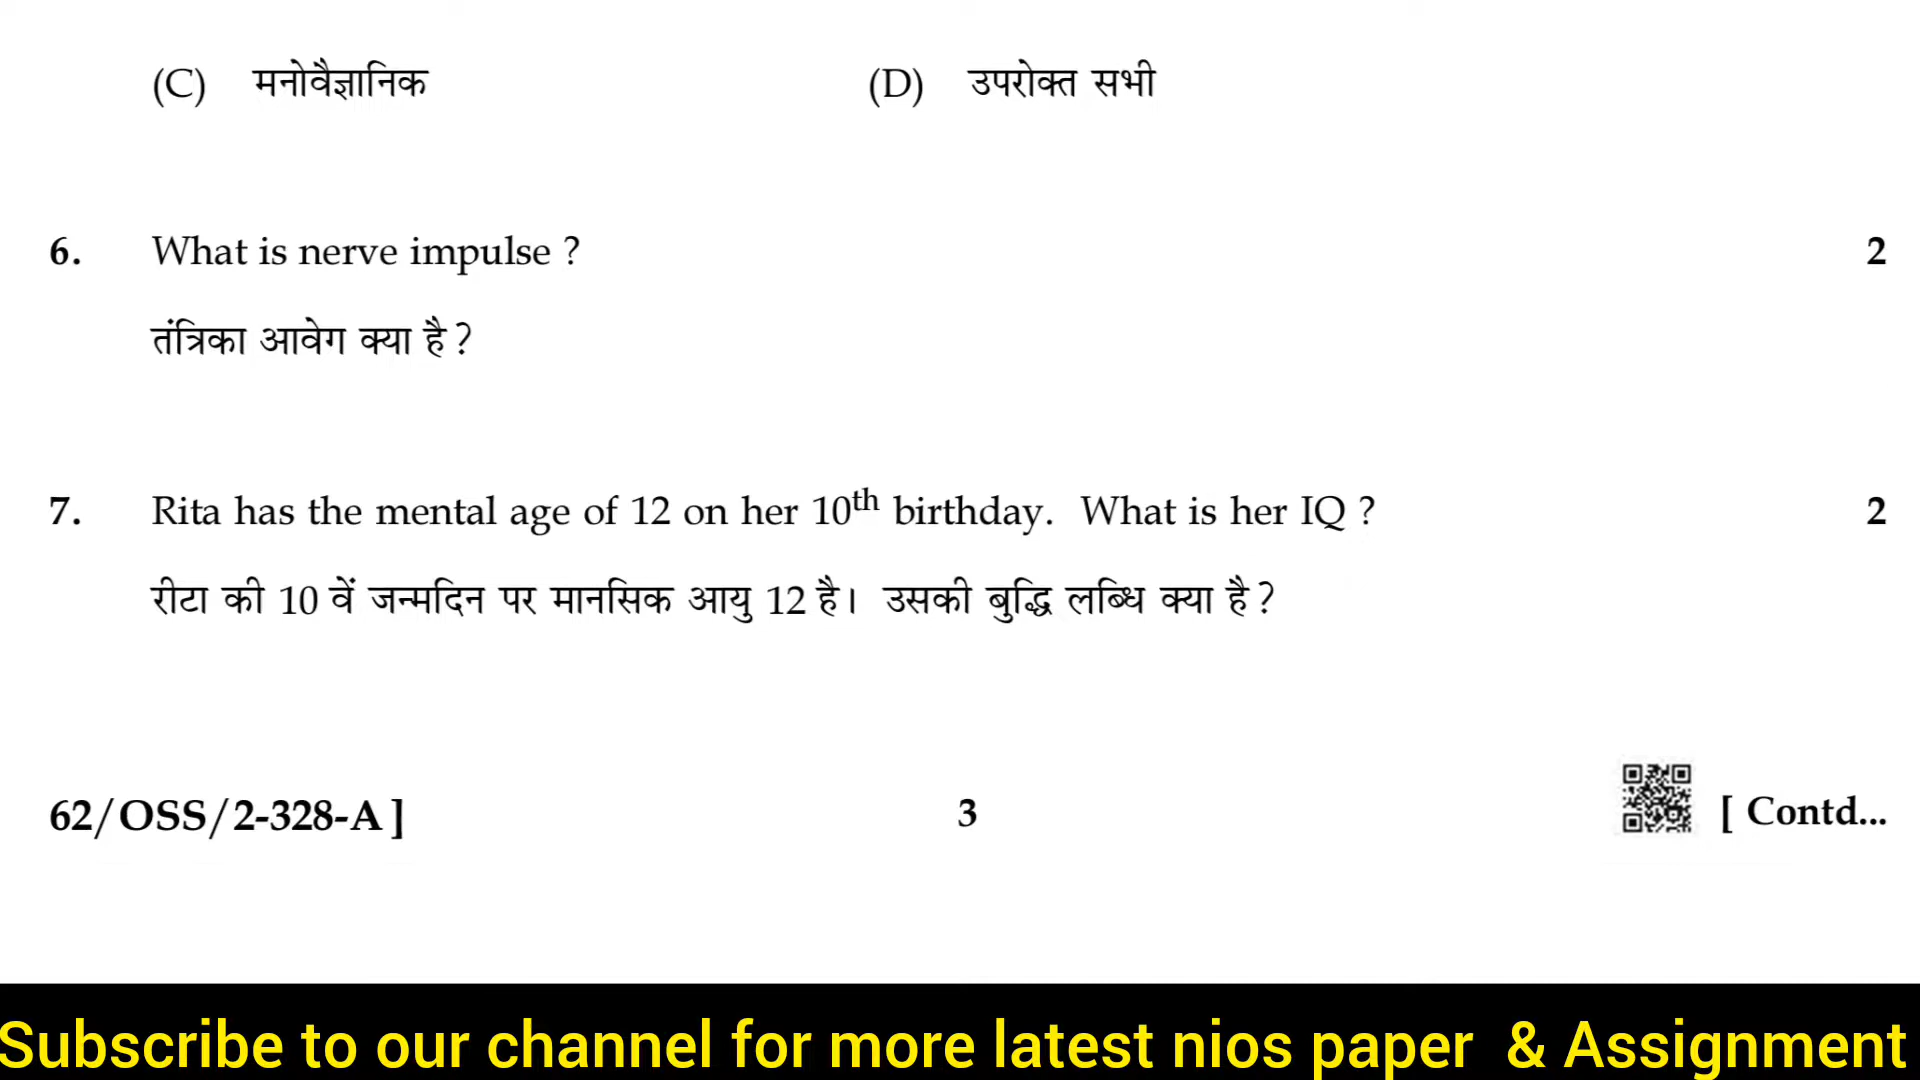 (C) मनोवैज्ञानिक (D) उपरोक्त सभी
6. What is nerve impulse ? 2
तंत्रिका आवेग क्या है ?
7. Rita has the mental age of 12 on her 10th birthday. What is her IQ ? 2
रीटा की 10 वें जन्मदिन पर मानसिक आयु 12 है। उसकी बुद्धि लब्धि क्या है ?
62/OSS/2-328-A ] 3 [ Contd...
Subscribe to our channel for more latest nios paper & Assignment